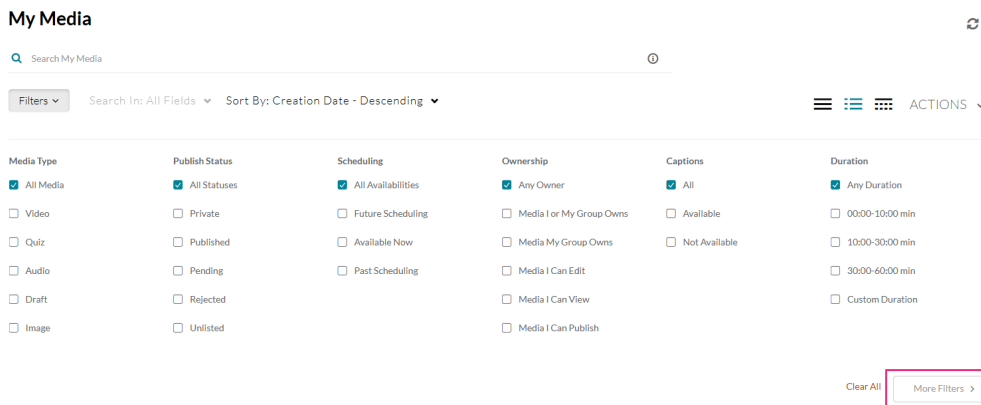 My Media
Search My Media
Filters Search In: All Fields Sort By: Creation Date - Descending ACTIONS
Media Type Publish Status Scheduling Ownership Captions Duration
All Media All Statuses All Availabilities Any Owner All Any Duration
Video Private Future Scheduling Media I or My Group Owns Available 00:00-10:00 min
Quiz Published Available Now Media My Group Owns Not Available 10:00-30:00 min
Audio Pending Past Scheduling Media I Can Edit 30:00-60:00 min
Draft Rejected Media I Can View Custom Duration
Image Unlisted Media I Can Publish
Clear All More Filters